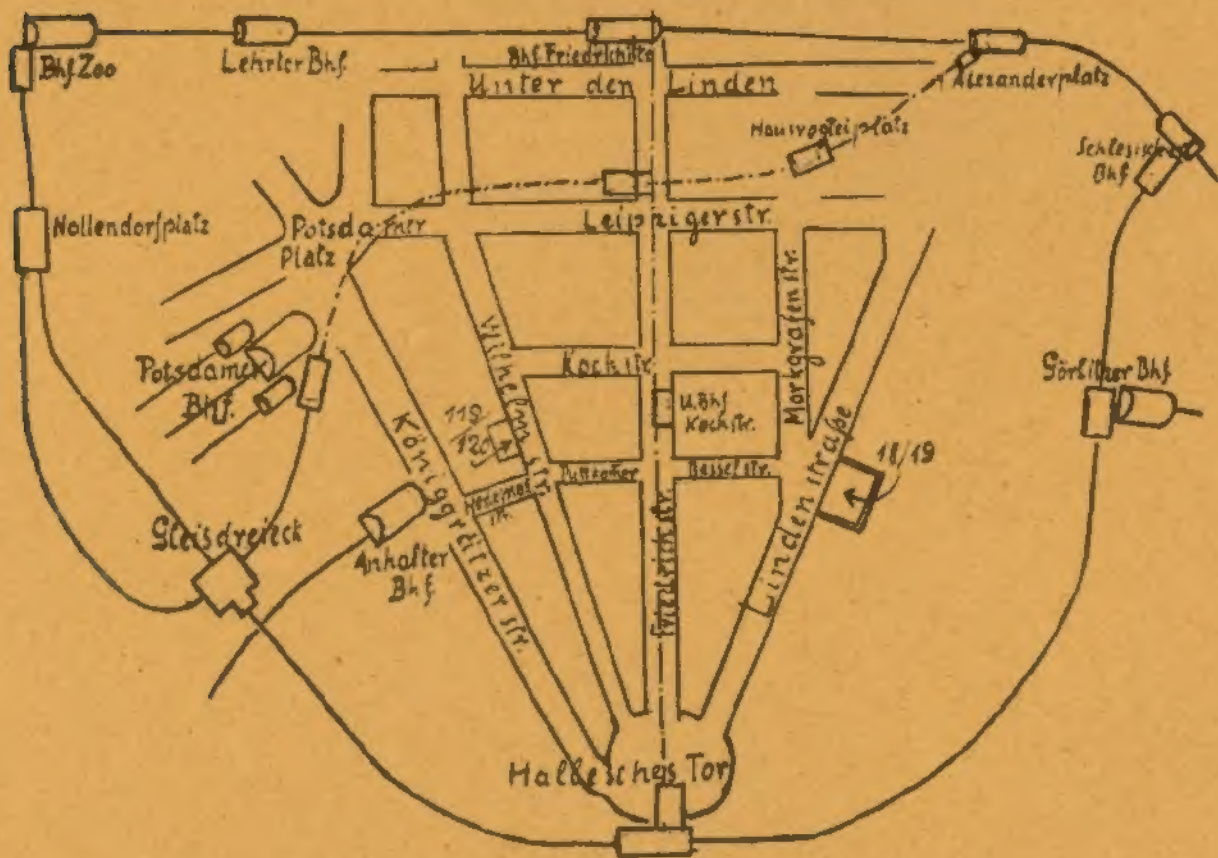 Bhf. Zoo
Lehrter Bhf.
Bhf. Friedrichstr.
Alexanderplatz
Unter den Linden
Hausvogteiplatz
Schlesischer
Bhf.
Nollendorfplatz
Potsdamer
Platz
Leipzigerstr.
Markgrafenstr.
Wilhelmstr.
Kochstr.
Potsdamer
Bhf.
Görlitzer Bhf.
119
120
U. Bhf
Kochstr.
18/19
Königgrätzerstr.
Puttkamer
Besselstr.
Lindenstraße
Friedrichstr.
Gleisdreieck
Anhalter
Bhf.
Hallesches Tor